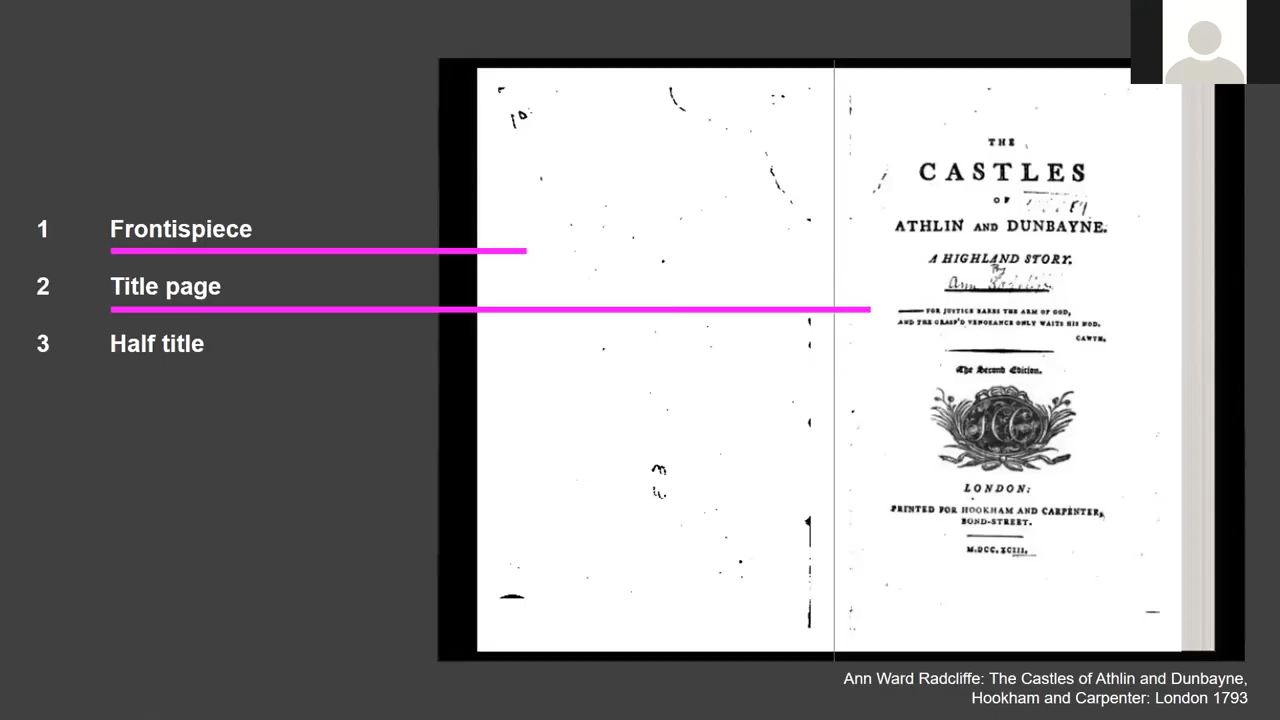 1 Frontispiece
2 Title page
3 Half title
THE
CASTLES
OF
ATHLIN AND DUNBAYNE.
A HIGHLAND STORY.
By
Ann
FOR JUSTICE BARES THE ARM OF GOD,
AND THE GRASP'D VENGEANCE ONLY WAITS HIS NOD.
CAWTH.
The Second Edition.
LONDON:
PRINTED FOR HOOKHAM AND CARPENTER,
BOND-STREET.
M.DCC.XCIII.
Ann Ward Radcliffe: The Castles of Athlin and Dunbayne,
Hookham and Carpenter: London 1793